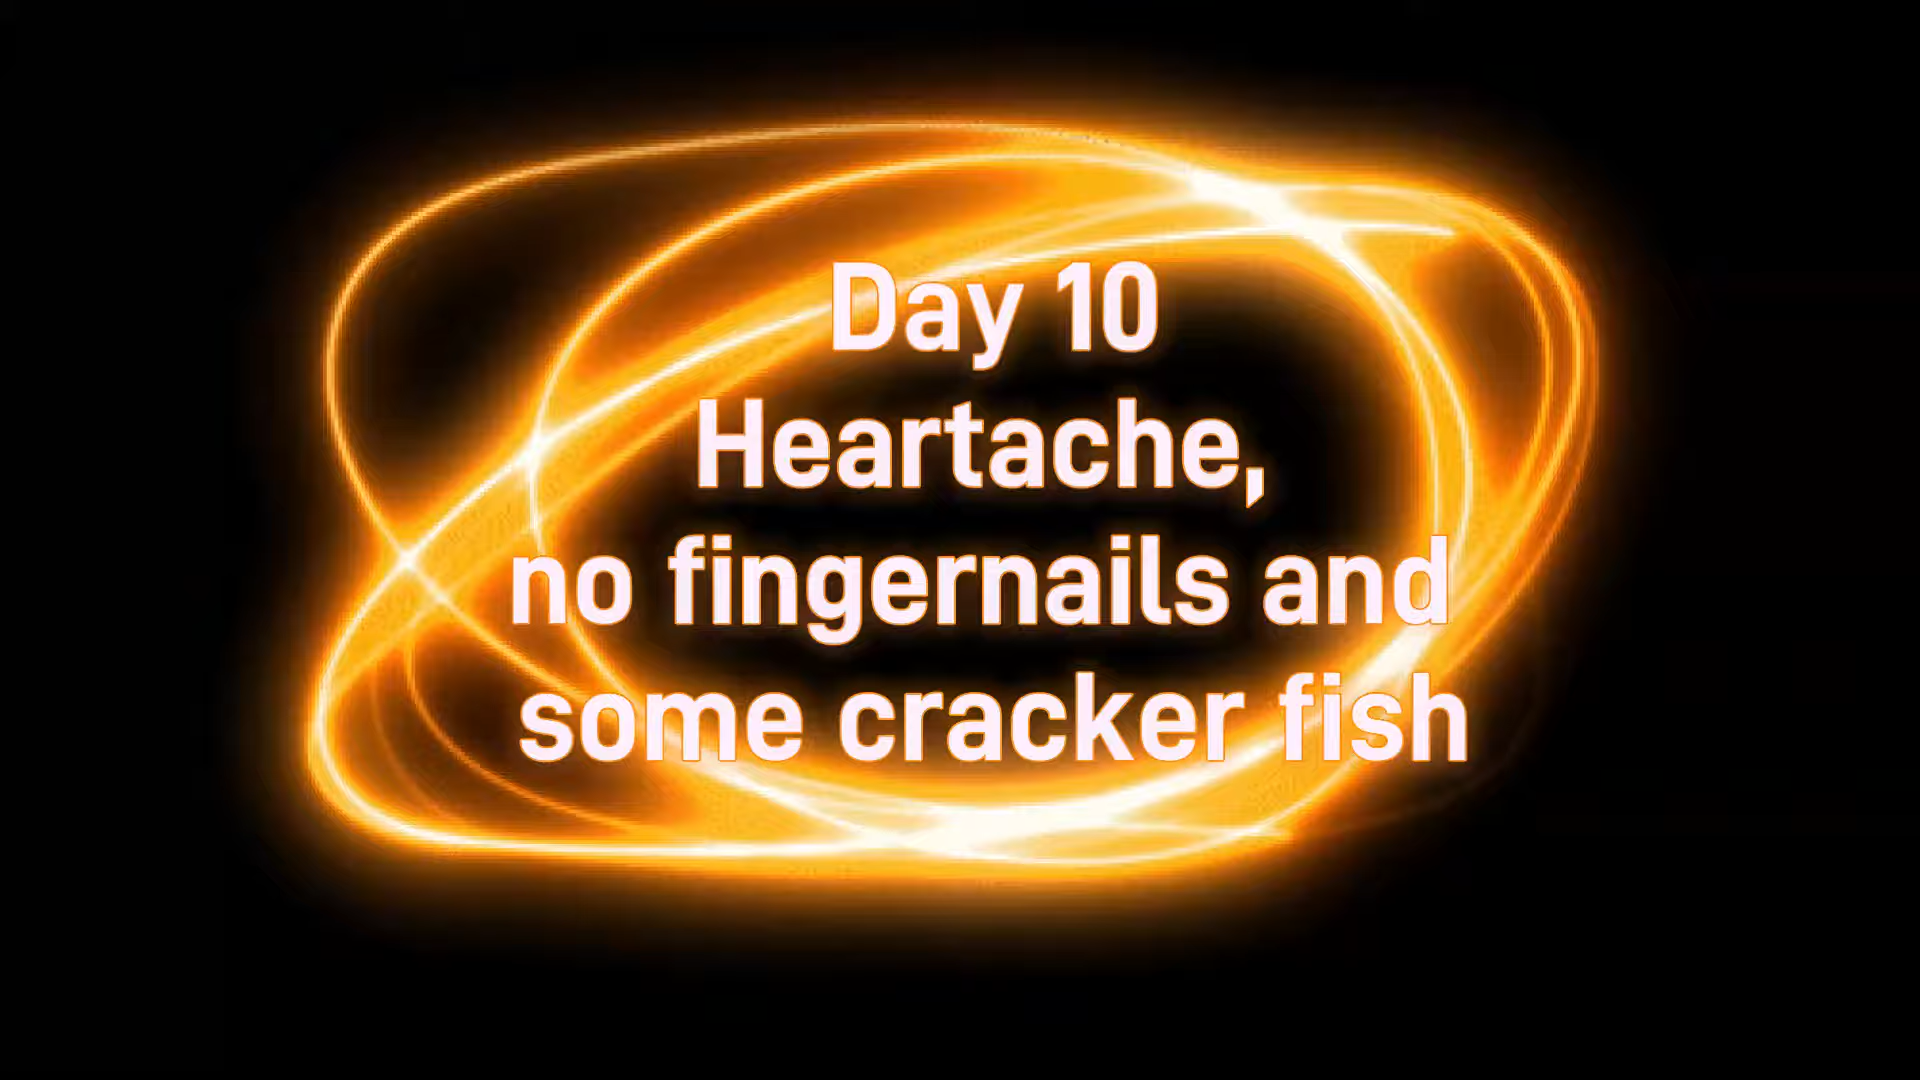 Day 10
Heartache,
no fingernails and
some cracker fish